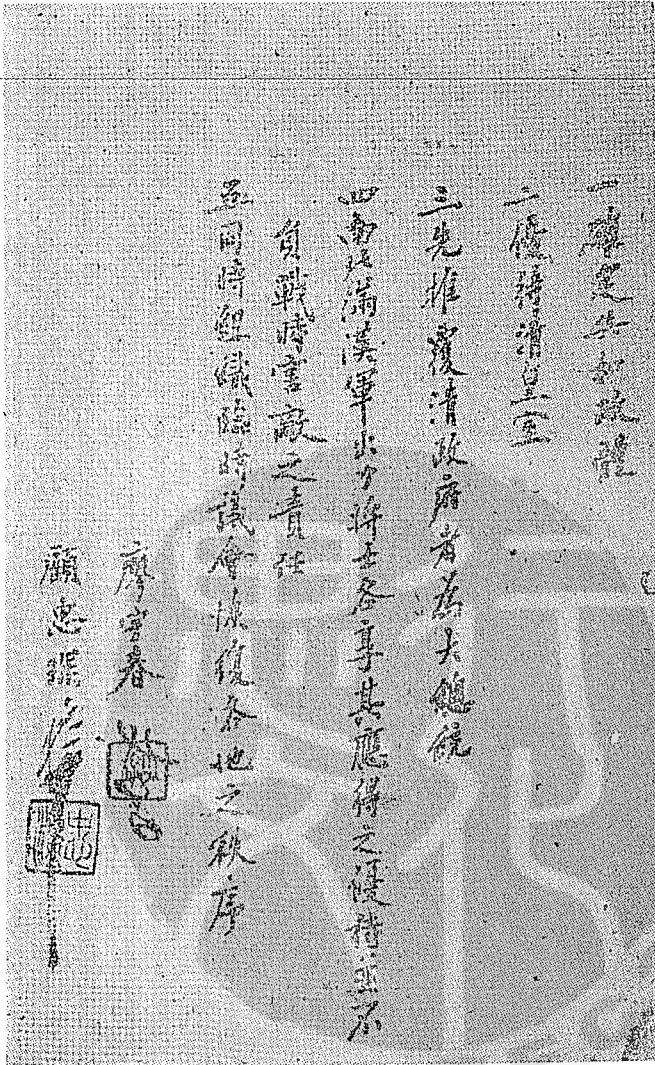 一確定共和政體
二優待清皇室
三先推覆清政府者為大總統
四南北滿漢軍出力將士各享其應得之優待並不
負戰時害敵之責任
五同時組織臨時議會恢復各地之秩序
廖宇春
顧忠琛